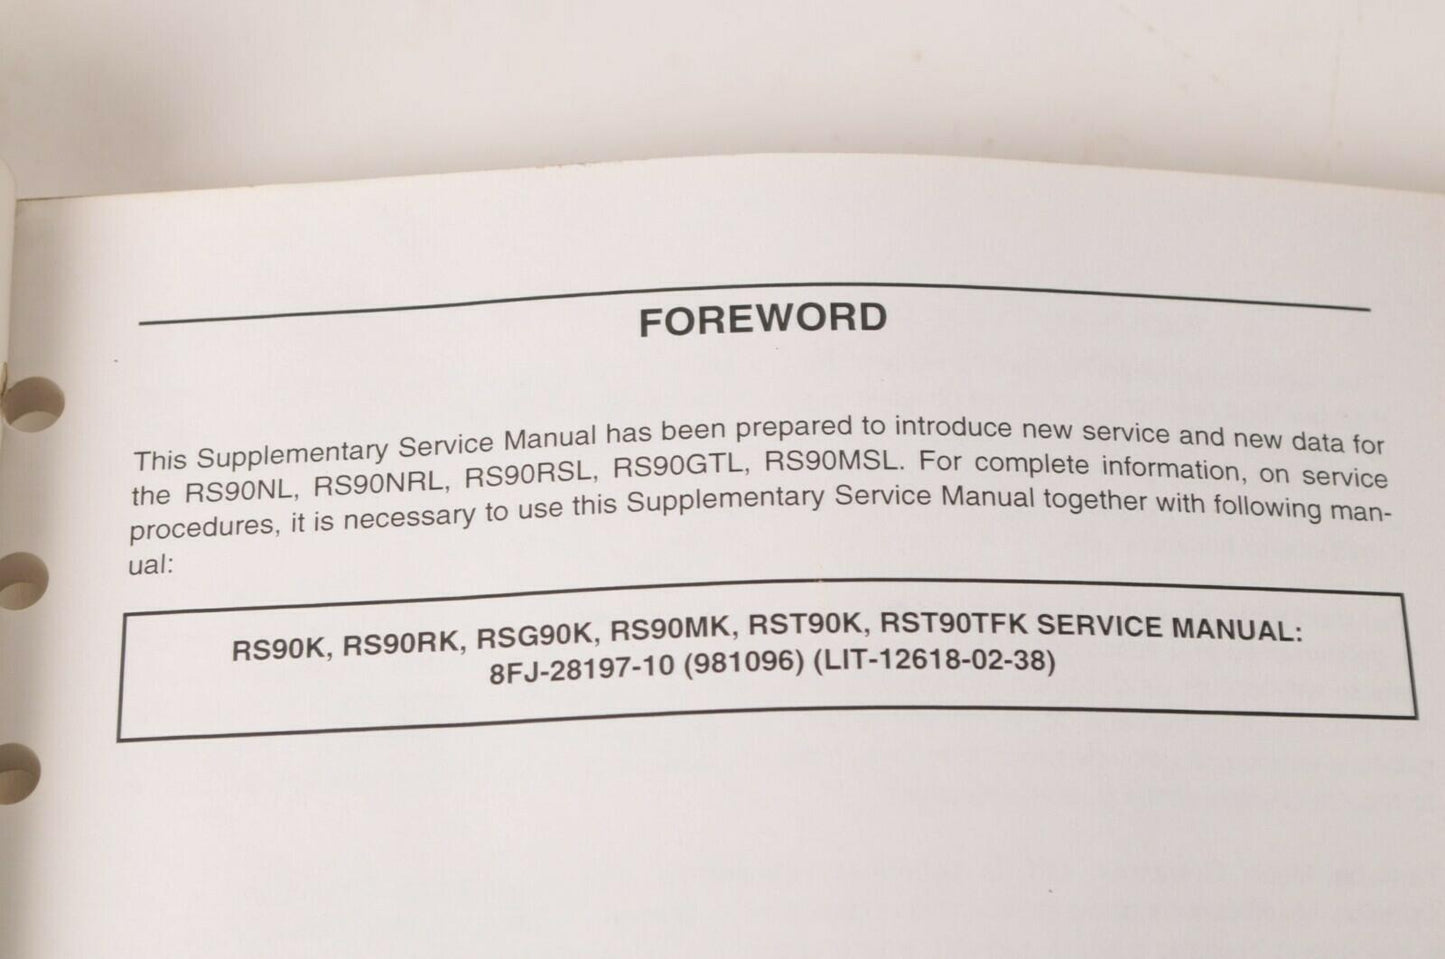 FOREWORD
This Supplementary Service Manual has been prepared to introduce new service and new data for
the RS90NL, RS90NRL, RS90RSL, RS90GTL, RS90MSL. For complete information, on service
procedures, it is necessary to use this Supplementary Service Manual together with following man-
ual:
RS90K, RS90RK, RSG90K, RS90MK, RST90K, RST90TFK SERVICE MANUAL:
8FJ-28197-10 (981096) (LIT-12618-02-38)